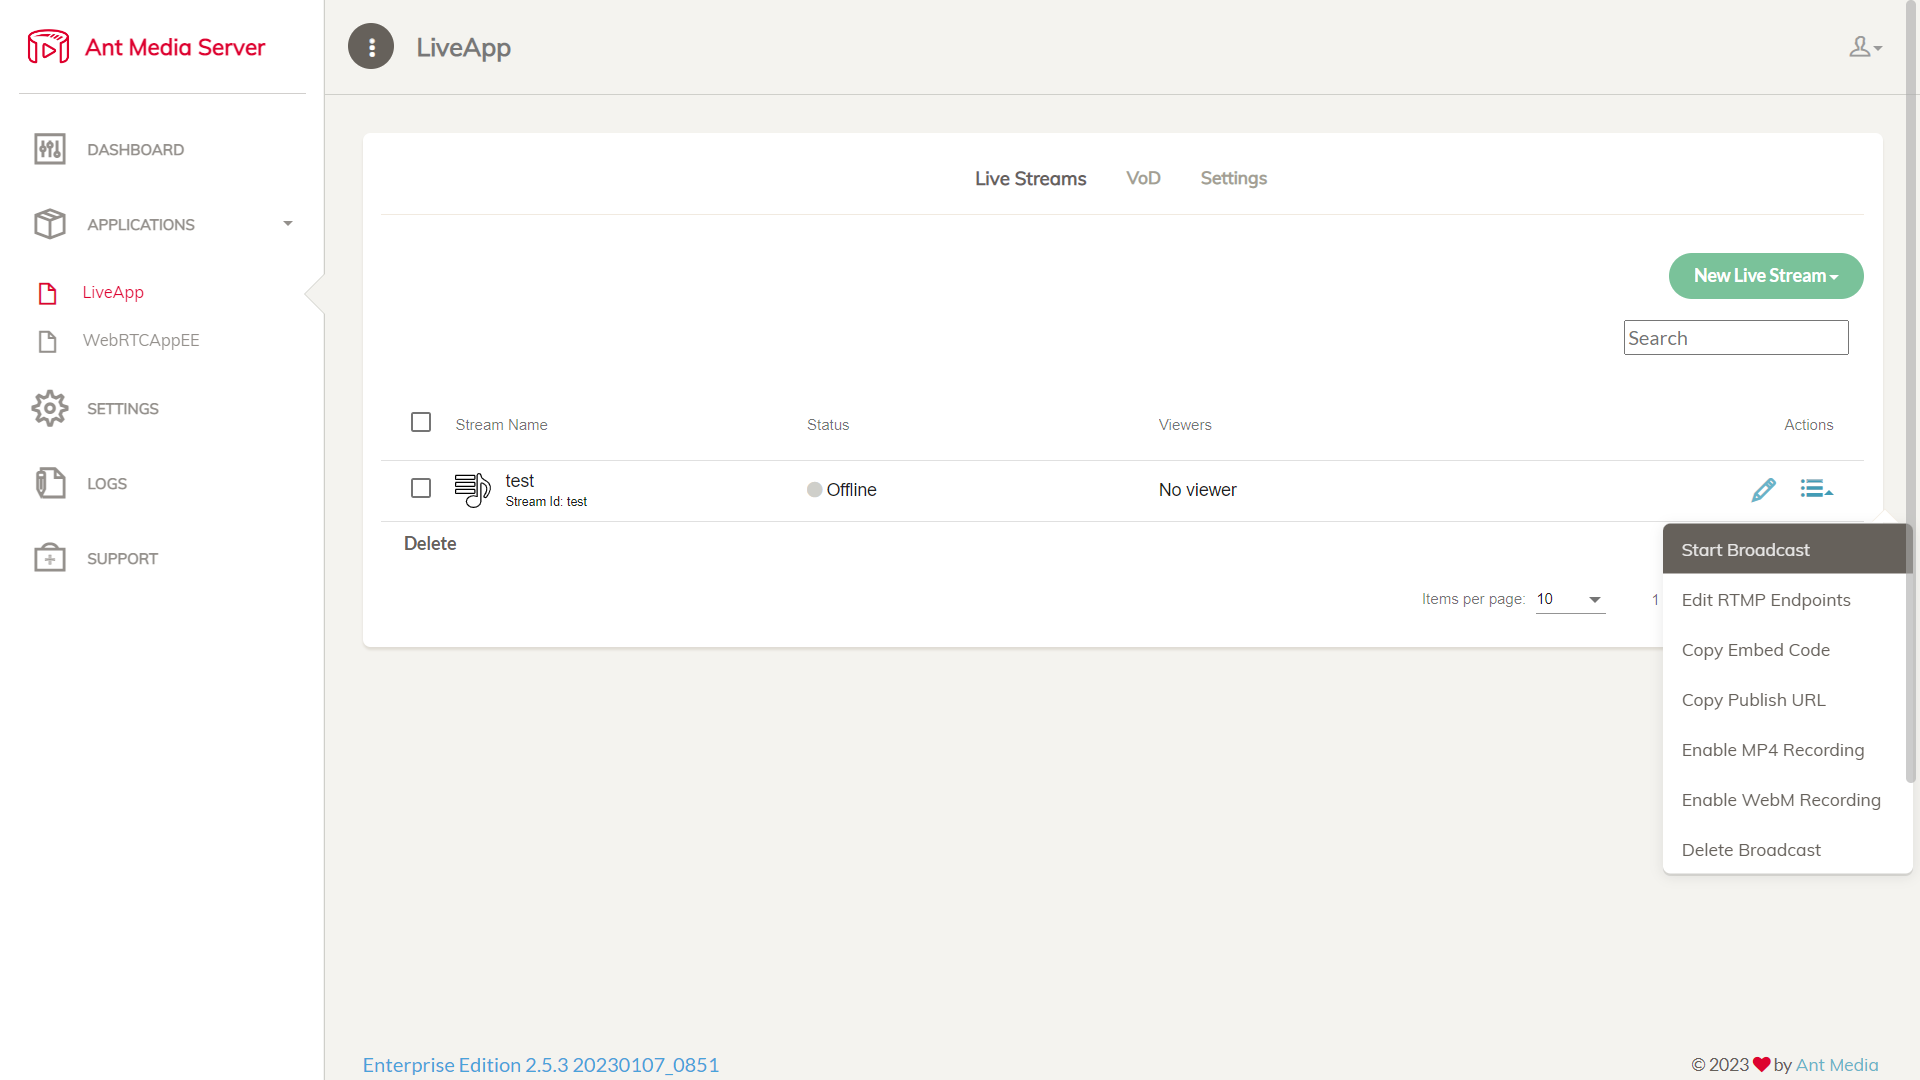 Ant Media Server
LiveApp
DASHBOARD
APPLICATIONS
LiveApp
WebRTCAppEE
SETTINGS
LOGS
SUPPORT
Live Streams VoD Settings
New Live Stream
Search
Stream Name Status Viewers Actions
test
Stream Id: test
Offline
No viewer
Delete
Items per page: 10 1
Start Broadcast
Edit RTMP Endpoints
Copy Embed Code
Copy Publish URL
Enable MP4 Recording
Enable WebM Recording
Delete Broadcast
Enterprise Edition 2.5.3 20230107_0851
© 2023 ❤ by Ant Media